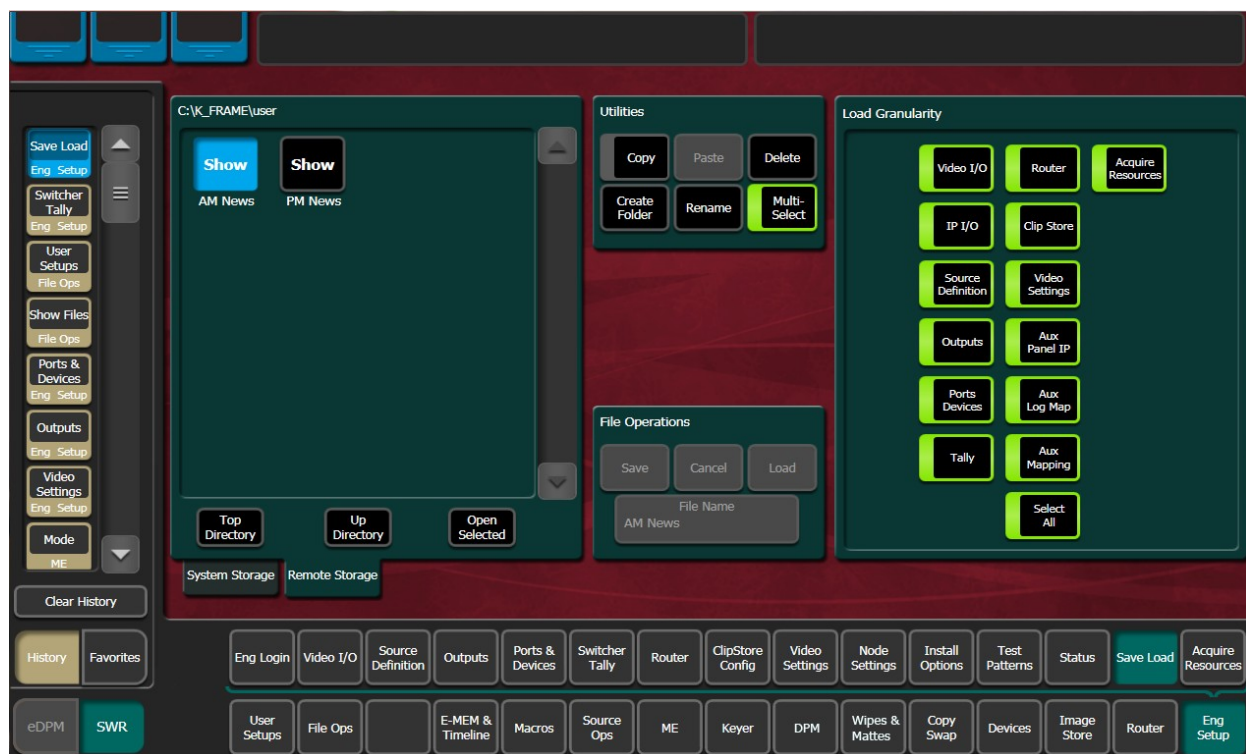 C:\K_FRAME\user
Show
AM News
Show
PM News
Top
Directory
Up
Directory
Open
Selected
System Storage
Remote Storage
Utilities
Copy
Paste
Delete
Create
Folder
Rename
Multi-
Select
File Operations
Save
Cancel
Load
File Name
AM News
Load Granularity
Video I/O
Router
Acquire
Resources
IP I/O
Clip Store
Source
Definition
Video
Settings
Outputs
Aux
Panel IP
Ports
Devices
Aux
Log Map
Tally
Aux
Mapping
Select
All
Save Load
Eng Setup
Switcher
Tally
Eng Setup
User
Setups
File Ops
Show Files
File Ops
Ports &
Devices
Eng Setup
Outputs
Eng Setup
Video
Settings
Eng Setup
Mode
ME
Clear History
History
Favorites
eDPM
SWR
Eng Login
Video I/O
Source
Definition
Outputs
Ports &
Devices
Switcher
Tally
Router
ClipStore
Config
Video
Settings
Node
Settings
Install
Options
Test
Patterns
Status
Save Load
Acquire
Resources
User
Setups
File Ops
E-MEM &
Timeline
Macros
Source
Ops
ME
Keyer
DPM
Wipes &
Mattes
Copy
Swap
Devices
Image
Store
Router
Eng
Setup